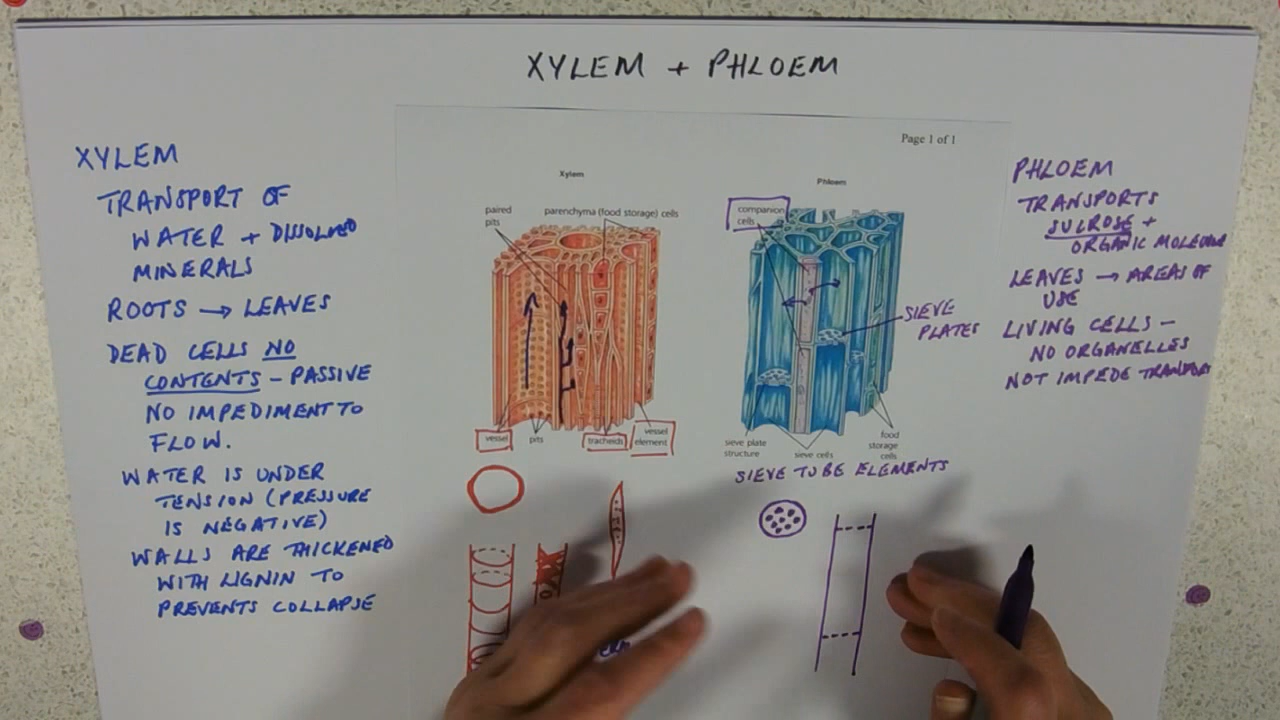 XYLEM + PHLOEM
XYLEM
TRANSPORT OF
WATER + DISSOLVED
MINERALS
ROOTS → LEAVES
DEAD CELLS NO
CONTENTS – PASSIVE
NO IMPEDIMENT TO
FLOW.
WATER IS UNDER
TENSION (PRESSURE
IS NEGATIVE)
WALLS ARE THICKENED
WITH LIGNIN TO
PREVENTS COLLAPSE
Page 1 of 1
Xylem
paired
pits
parenchyma (food storage) cells
vessel
pits
tracheids
vessel
element
Phloem
companion
cells
SIEVE
PLATES
sieve plate
structure
sieve cells
food
storage
cells
SIEVE TUBE ELEMENTS
PHLOEM
TRANSPORTS
SUCROSE +
ORGANIC MOLECULES
LEAVES → AREAS OF
USE
LIVING CELLS –
NO ORGANELLES
NOT IMPEDE TRANSPORT